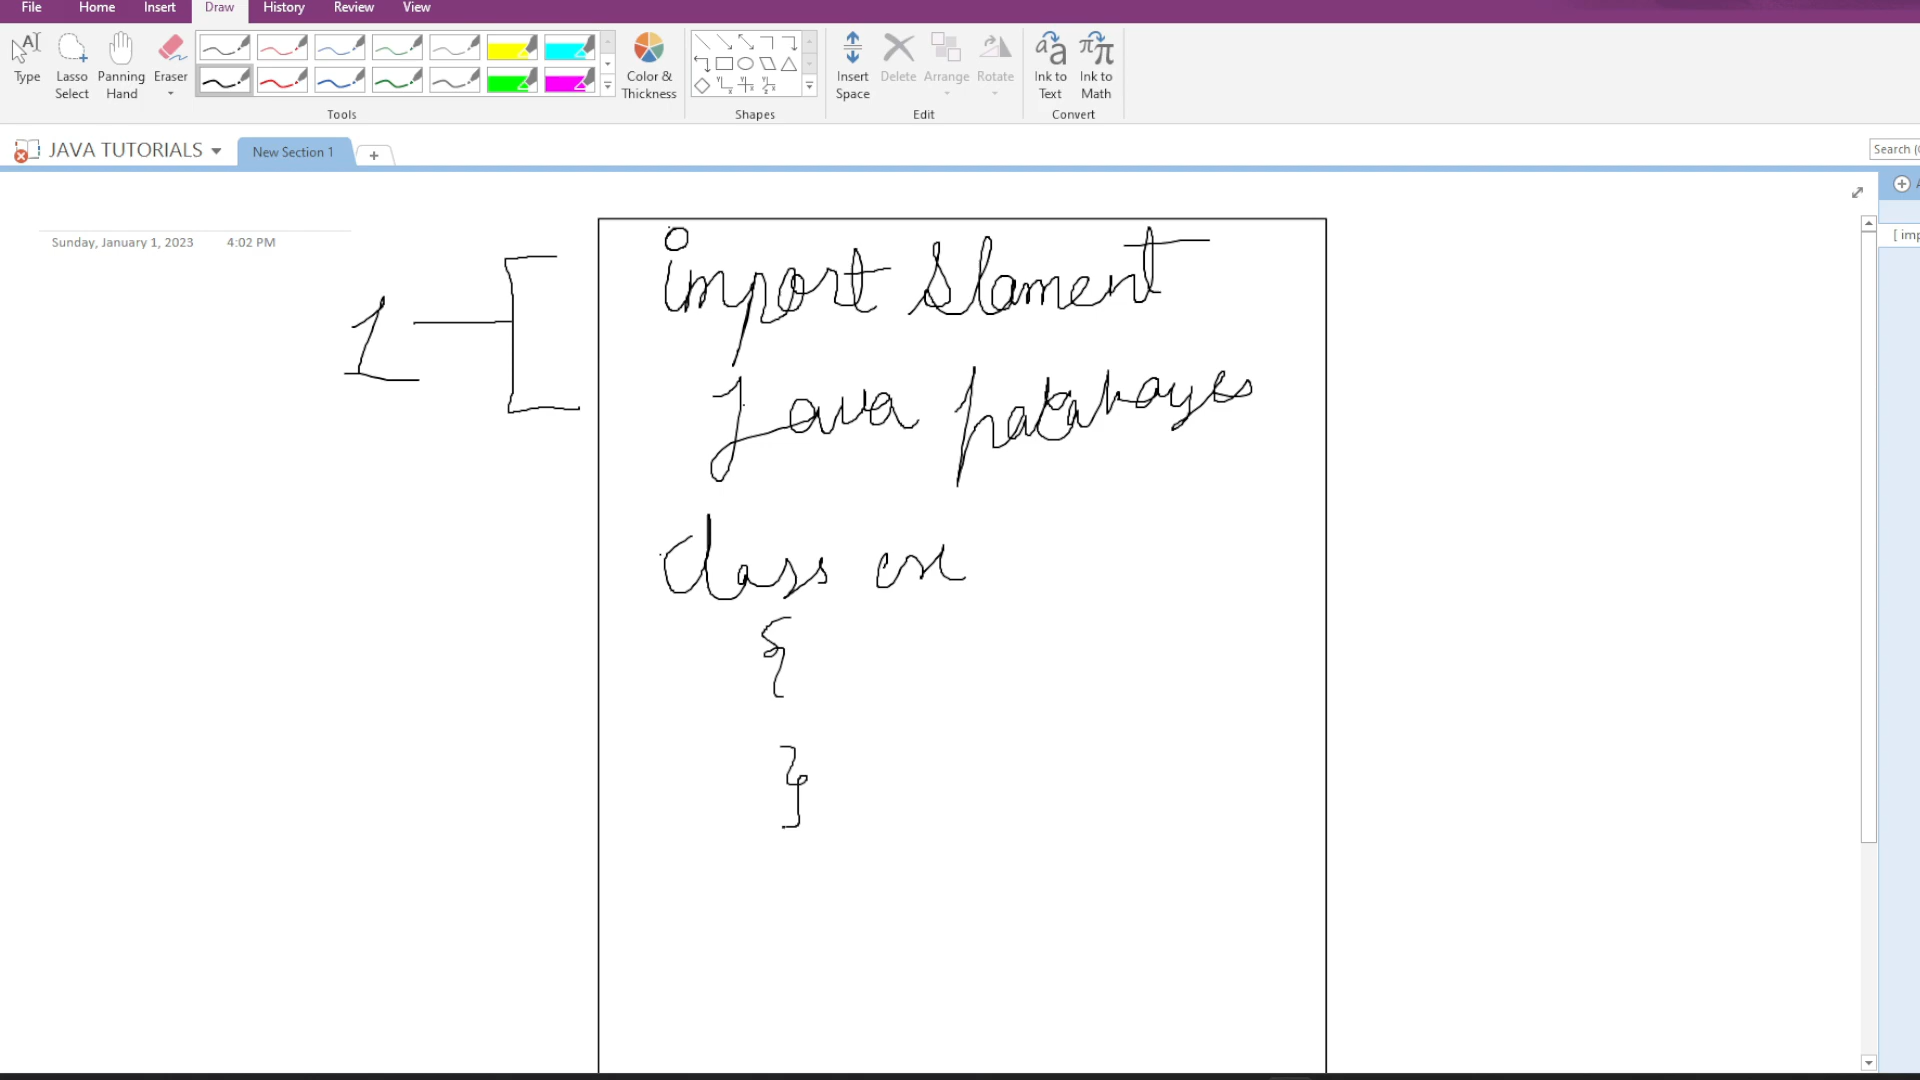 File Home Insert Draw History Review View
Type Lasso Select Panning Hand Eraser Color & Thickness Insert Space Delete Arrange Rotate Ink to Text Ink to Math
Tools Shapes Edit Convert
JAVA TUTORIALS New Section 1 Search
Sunday, January 1, 2023 4:02 PM
[ imp
import Slament
1
Java
Class
{
}